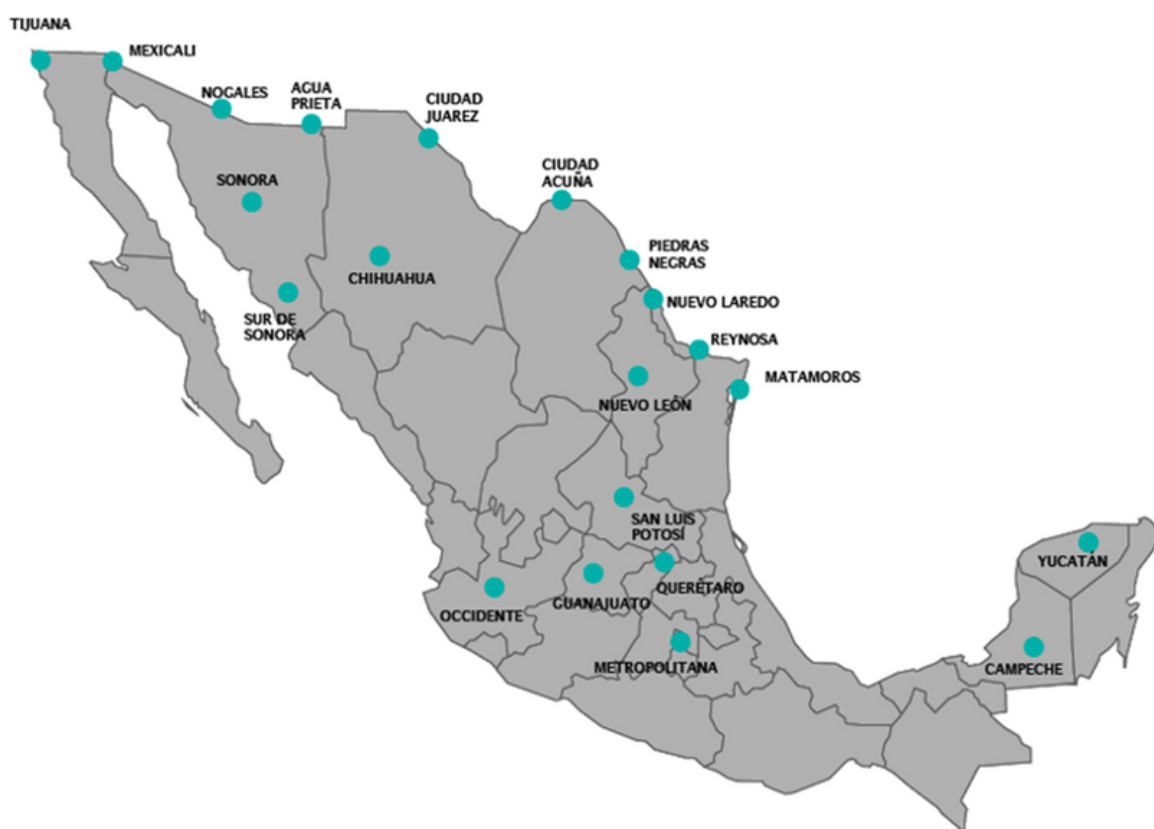 TIJUANA
MEXICALI
NOGALES
AGUA
PRIETA
CIUDAD
JUAREZ
CIUDAD
ACUÑA
SONORA
PIEDRAS
NEGRAS
CHIHUAHUA
NUEVO LAREDO
SUR DE
SONORA
REYNOSA
MATAMOROS
NUEVO LEÓN
SAN LUIS
POTOSÍ
YUCATÁN
QUERÉTARO
GUANAJUATO
OCCIDENTE
METROPOLITANA
CAMPECHE